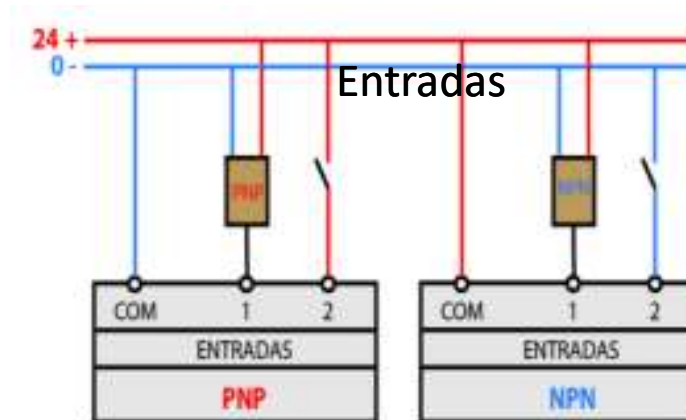 24 +
0 -
Entradas
PNP
NPN
COM 1 2
COM 1 2
ENTRADAS
ENTRADAS
PNP
NPN